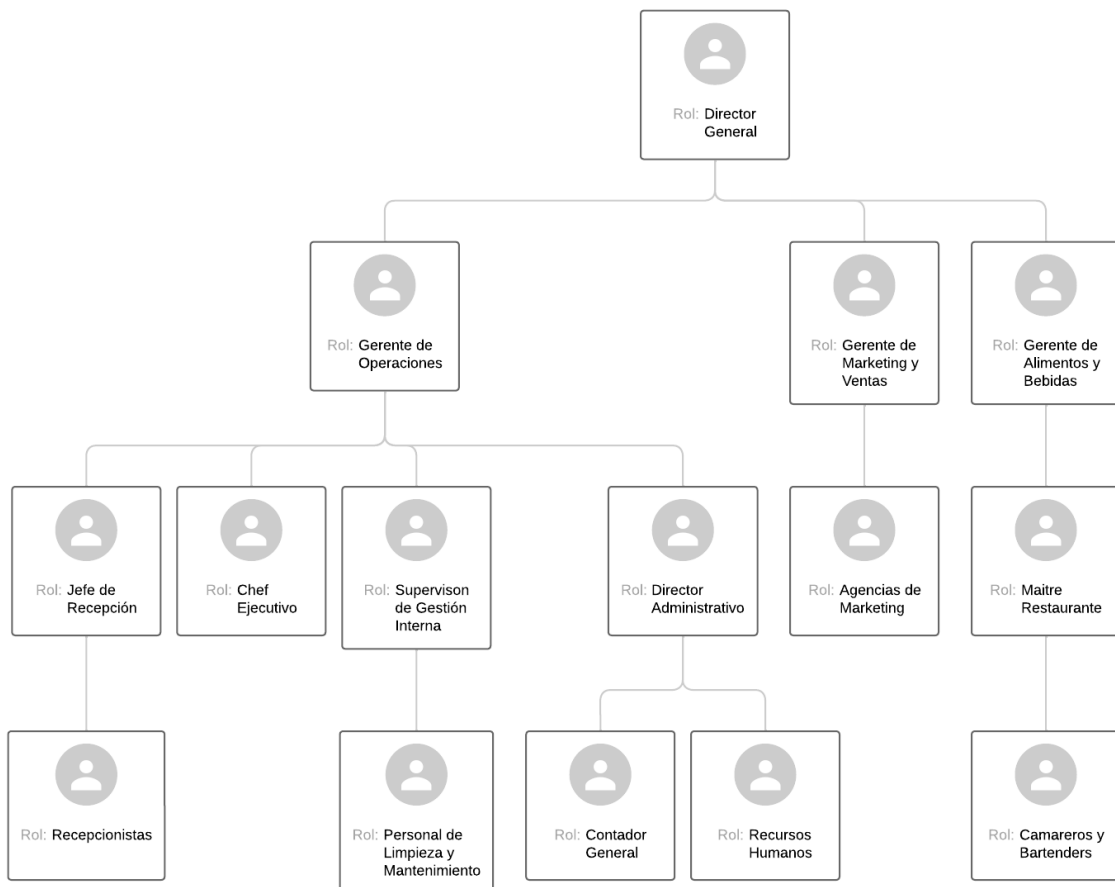 Rol: Director
General
Rol: Gerente de
Operaciones
Rol: Gerente de
Marketing y
Ventas
Rol: Gerente de
Alimentos y
Bebidas
Rol: Jefe de
Recepción
Rol: Chef
Ejecutivo
Rol: Supervison
de Gestión
Interna
Rol: Director
Administrativo
Rol: Agencias de
Marketing
Rol: Maitre
Restaurante
Rol: Recepcionistas
Rol: Personal de
Limpieza y
Mantenimiento
Rol: Contador
General
Rol: Recursos
Humanos
Rol: Camareros y
Bartenders